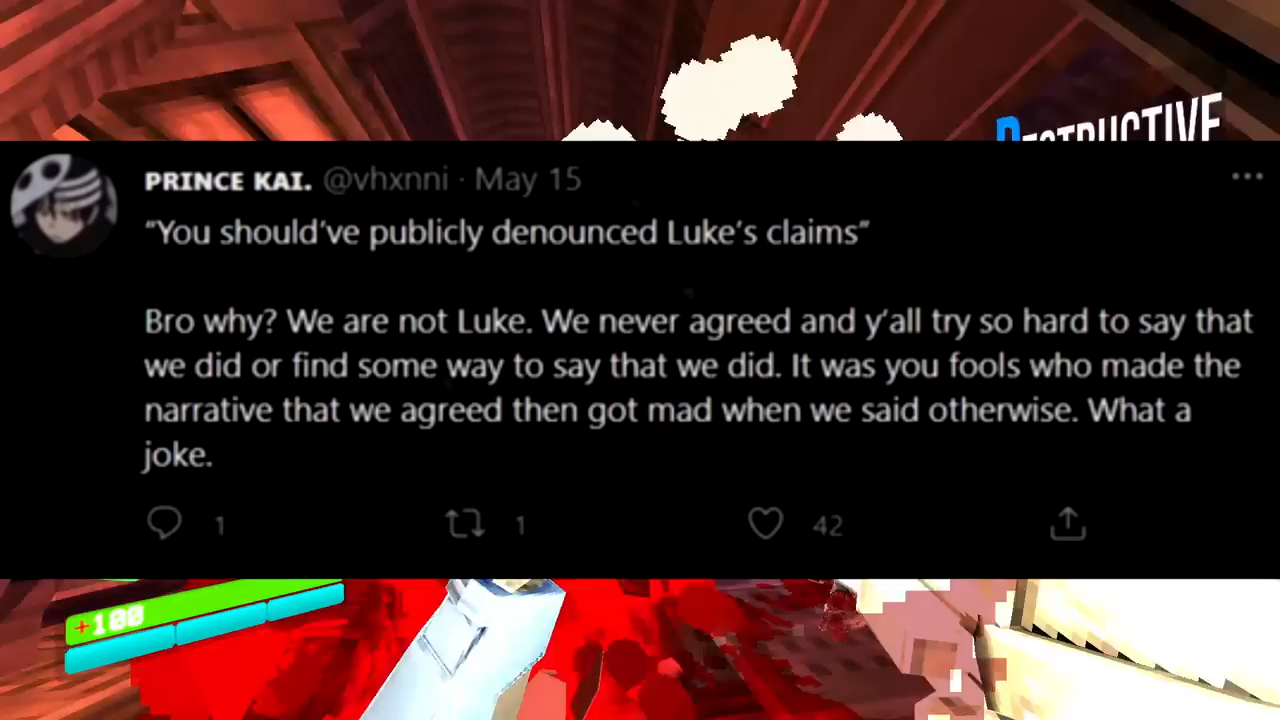 DESTRUCTIVE
PRINCE KAI. @vhxnni · May 15
“You should’ve publicly denounced Luke’s claims”
Bro why? We are not Luke. We never agreed and y’all try so hard to say that
we did or find some way to say that we did. It was you fools who made the
narrative that we agreed then got mad when we said otherwise. What a
joke.
1 1 42
+100